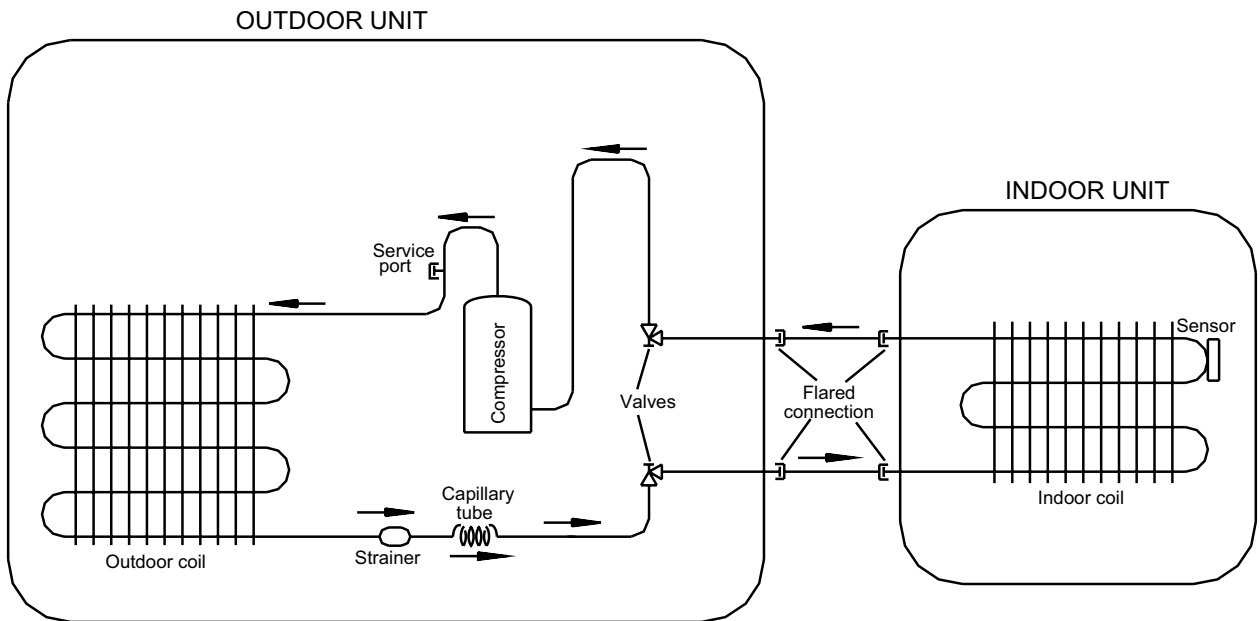 OUTDOOR UNIT
INDOOR UNIT
Service
port
Compressor
Sensor
Valves
Flared
connection
Capillary
tube
Indoor coil
Strainer
Outdoor coil